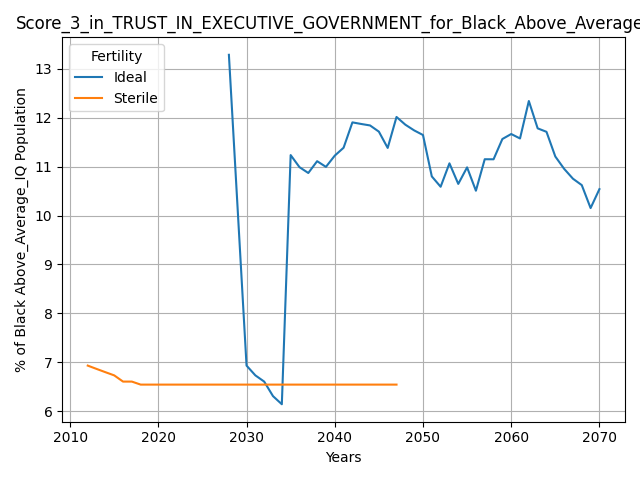 Score_3_in_TRUST_IN_EXECUTIVE_GOVERNMENT_for_Black_Above_Average
Fertility
Ideal
Sterile
% of Black Above_Average_IQ Population
13
12
11
10
9
8
7
6
2010 2020 2030 2040 2050 2060 2070
Years